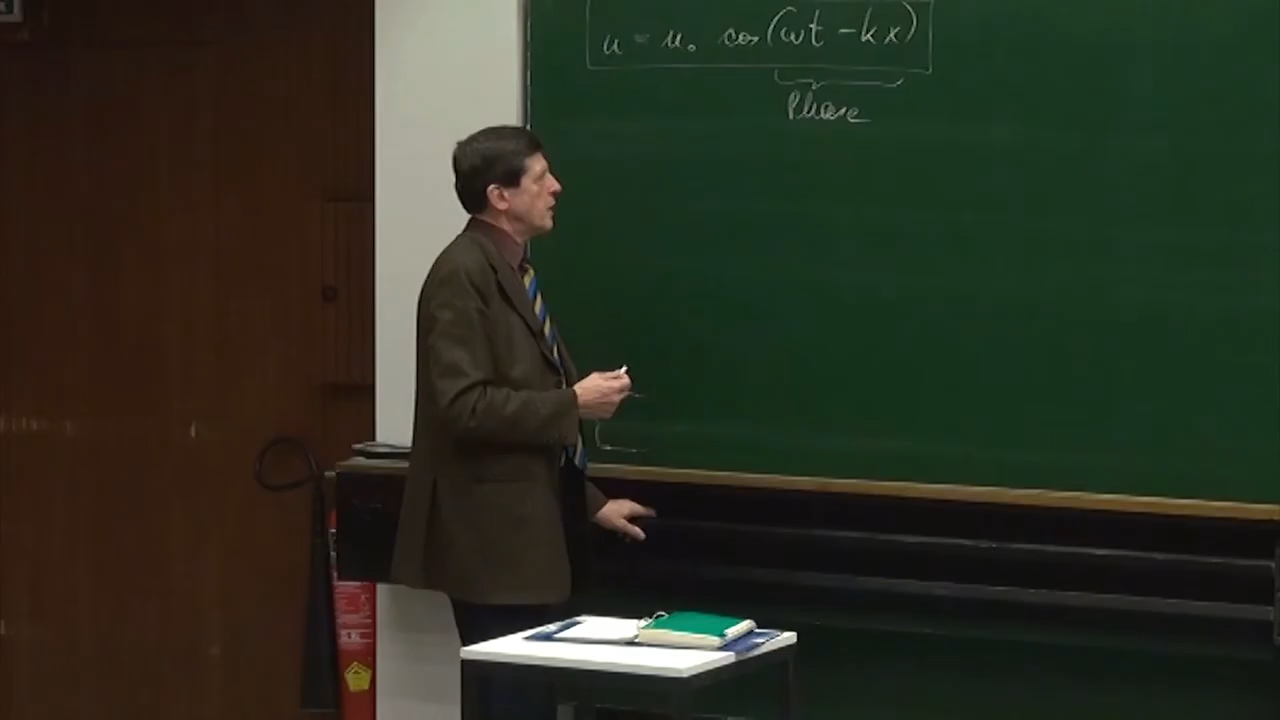 u = u₀ cos(ωt - kx)
Phase